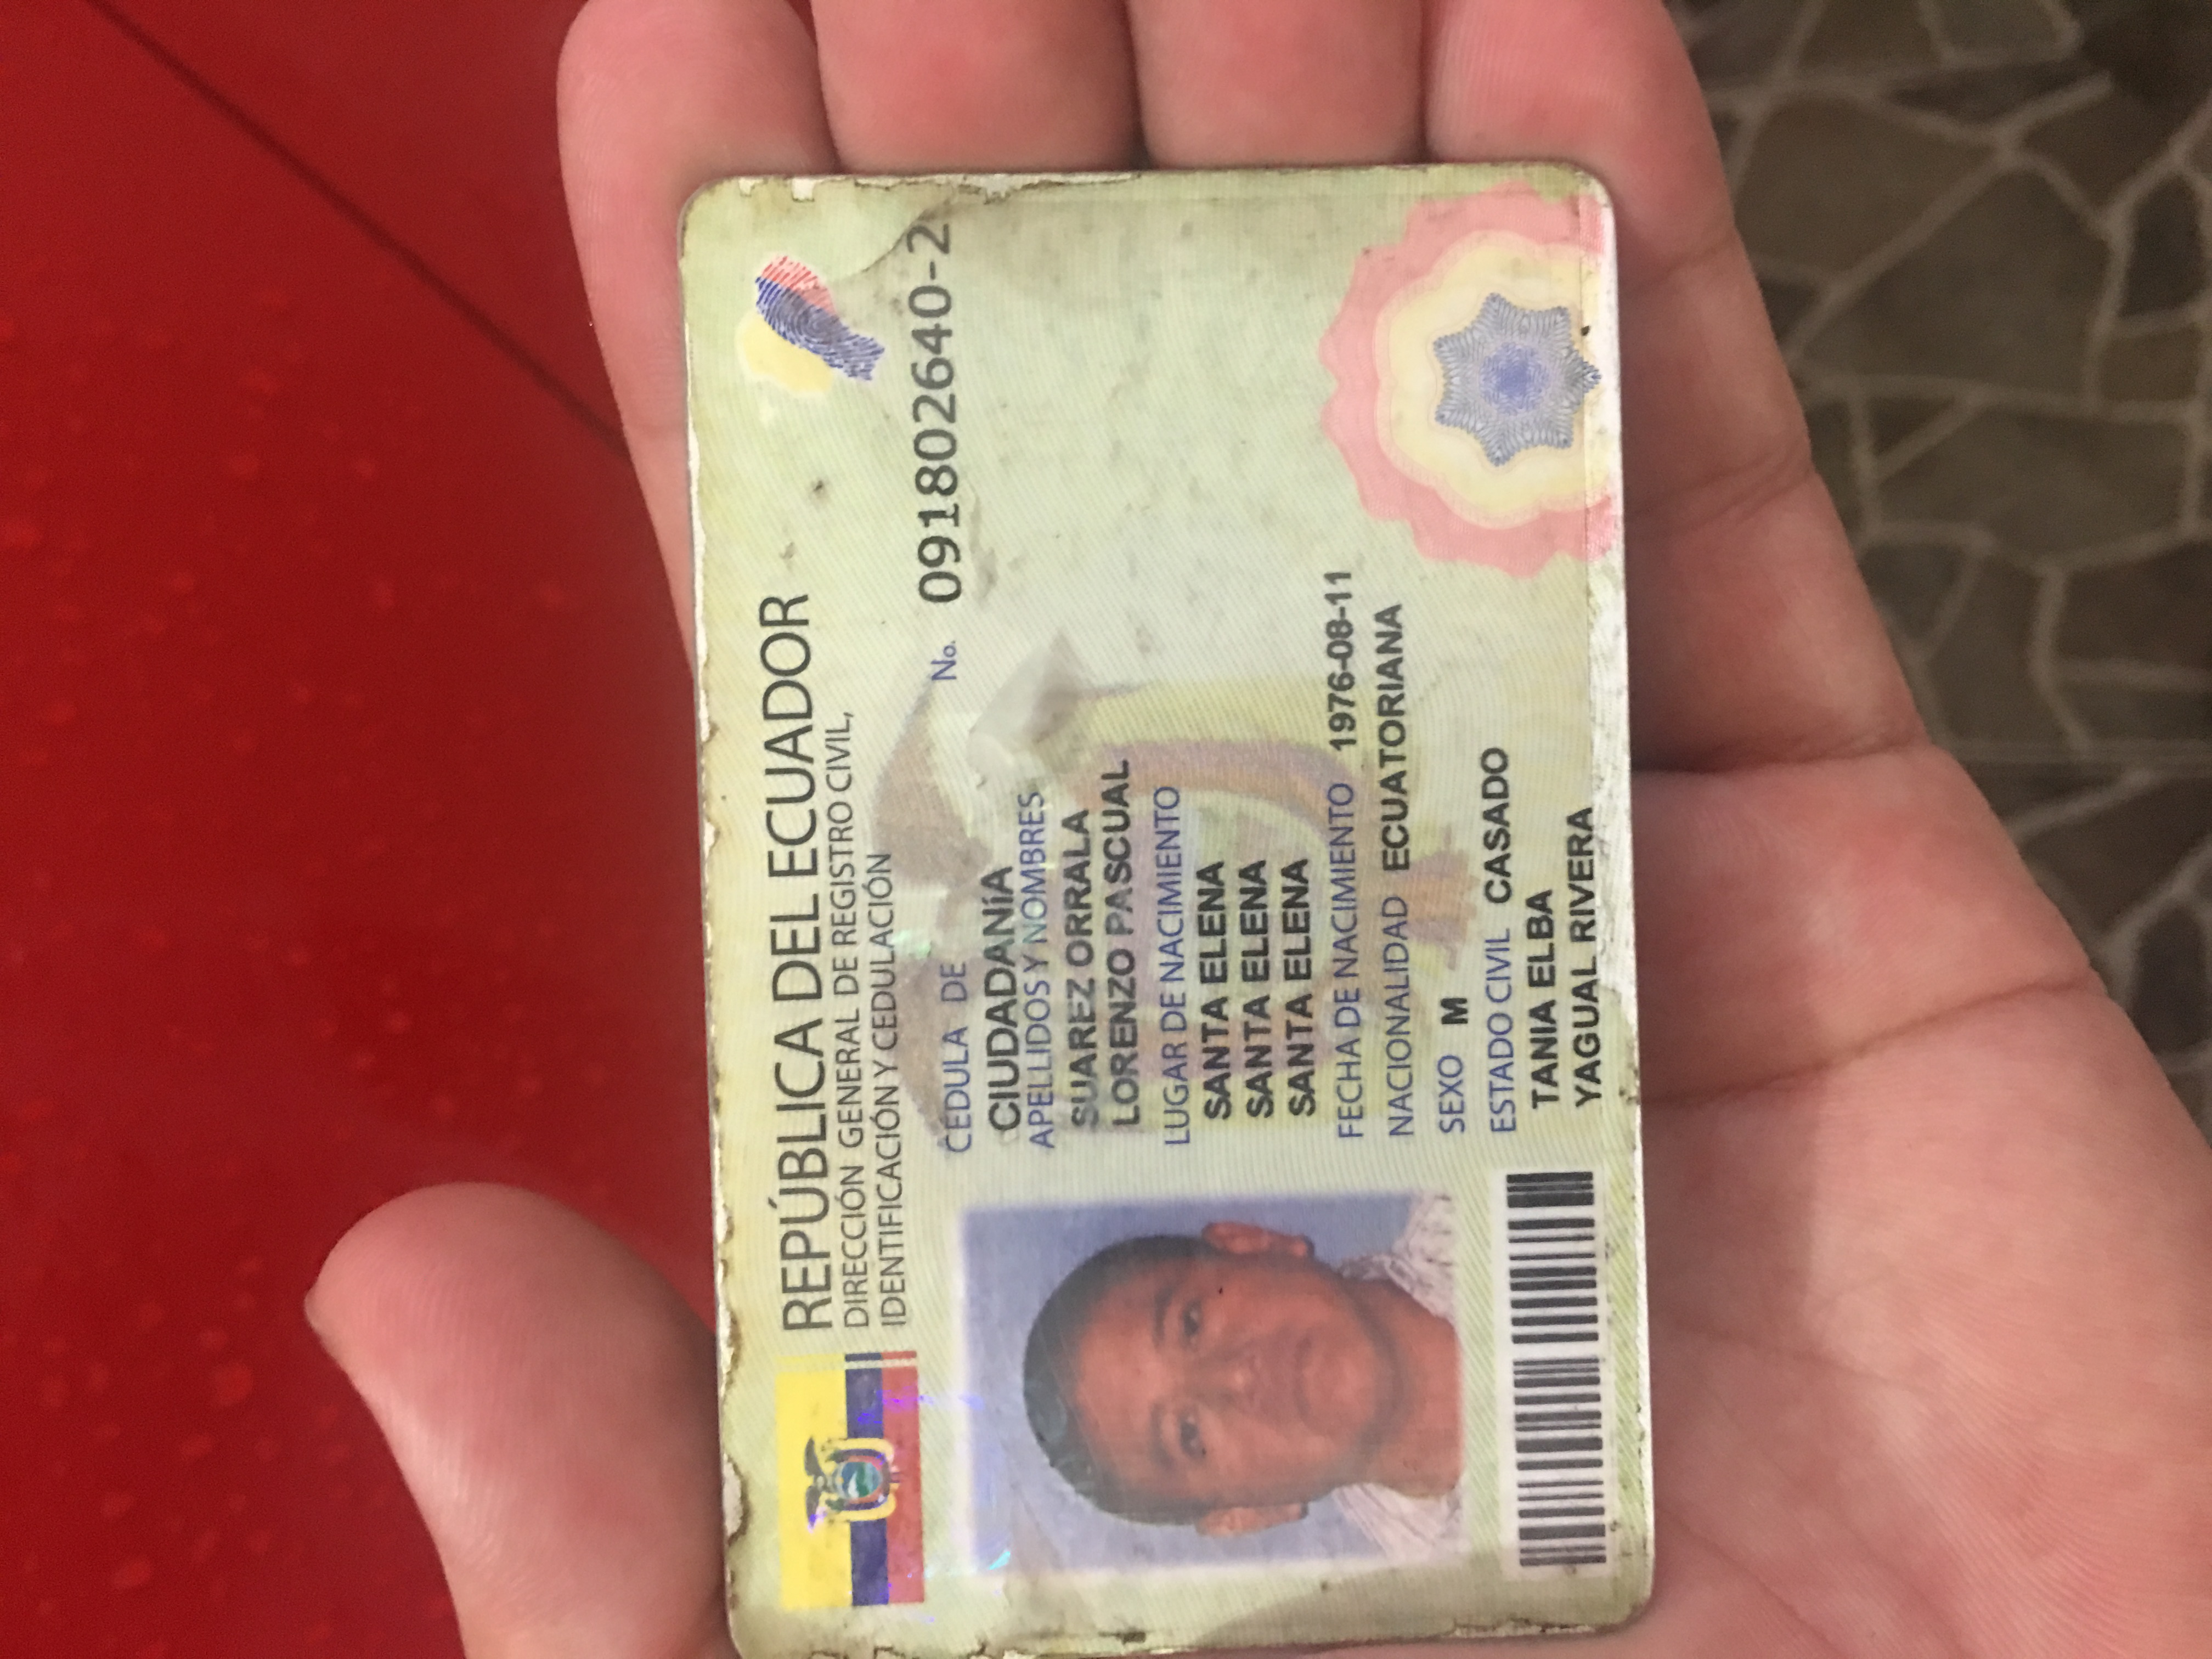 REPÚBLICA DEL ECUADOR
DIRECCIÓN GENERAL DE REGISTRO CIVIL,
IDENTIFICACIÓN Y CEDULACIÓN
CÉDULA DE No. 091802640-2
CIUDADANíA
APELLIDOS Y NOMBRES
SUAREZ ORRALA
LORENZO PASCUAL
LUGAR DE NACIMIENTO
SANTA ELENA
SANTA ELENA
SANTA ELENA
FECHA DE NACIMIENTO 1976-08-11
NACIONALIDAD ECUATORIANA
SEXO M
ESTADO CIVIL CASADO
TANIA ELBA
YAGUAL RIVERA